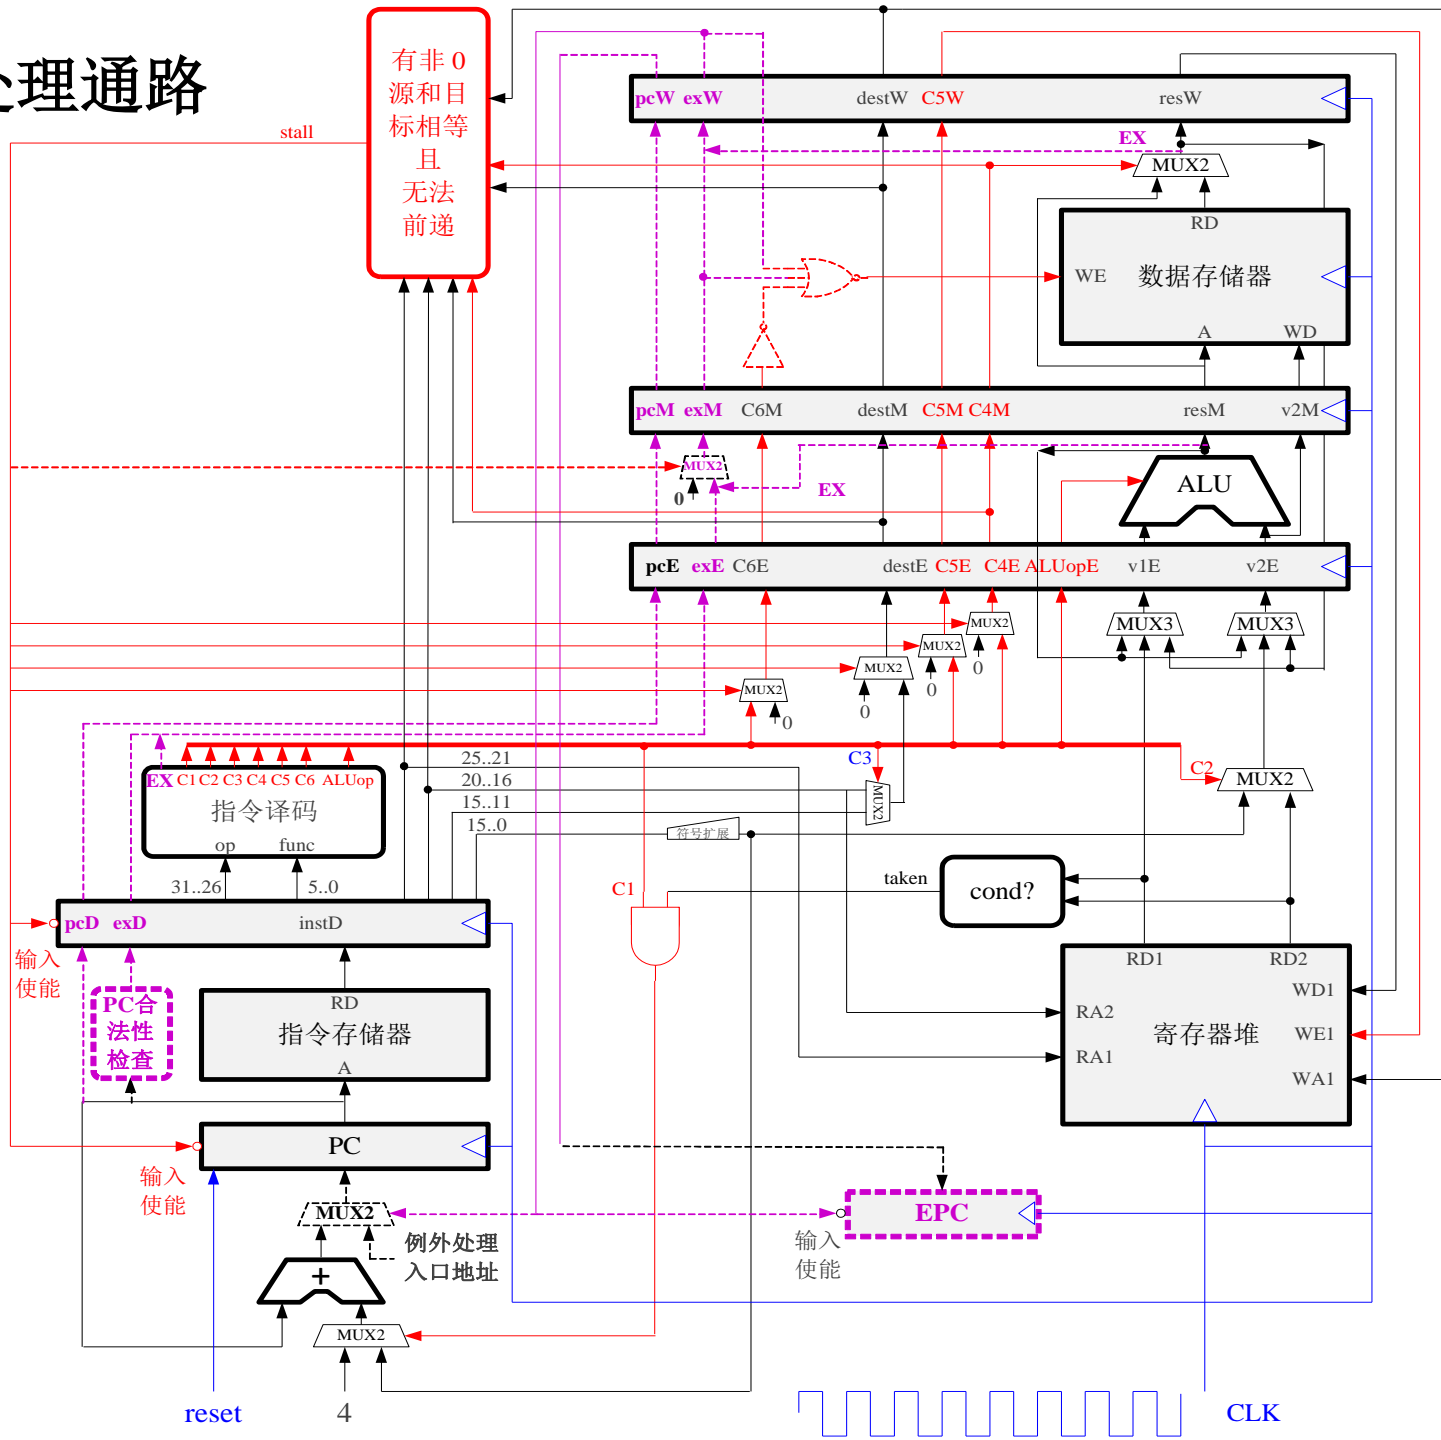 处理通路
有非 0
源和目
标相等
且
无法
前递
stall
pcW exW destW C5W resW
EX
MUX2
RD
WE 数据存储器
A WD
pcM exM C6M destM C5M C4M resM v2M
MUX2
0
EX
ALU
pcE exE C6E destE C5E C4E ALUopE v1E v2E
MUX2
MUX3 MUX3
MUX2
0
MUX2
0
MUX2
0
0
C3
25..21
20..16
15..11
15..0
MUX2
符号扩展
C2
MUX2
EX C1 C2 C3 C4 C5 C6 ALUop
指令译码
op func
31..26 5..0
C1
taken
cond?
pcD exD instD
输入
使能
PC合
法性
检查
RD
指令存储器
A
RD1 RD2
WD1
RA2
寄存器堆
WE1
RA1
WA1
PC
输入
使能
MUX2
例外处理
入口地址
+
MUX2
EPC
输入
使能
reset
4
CLK